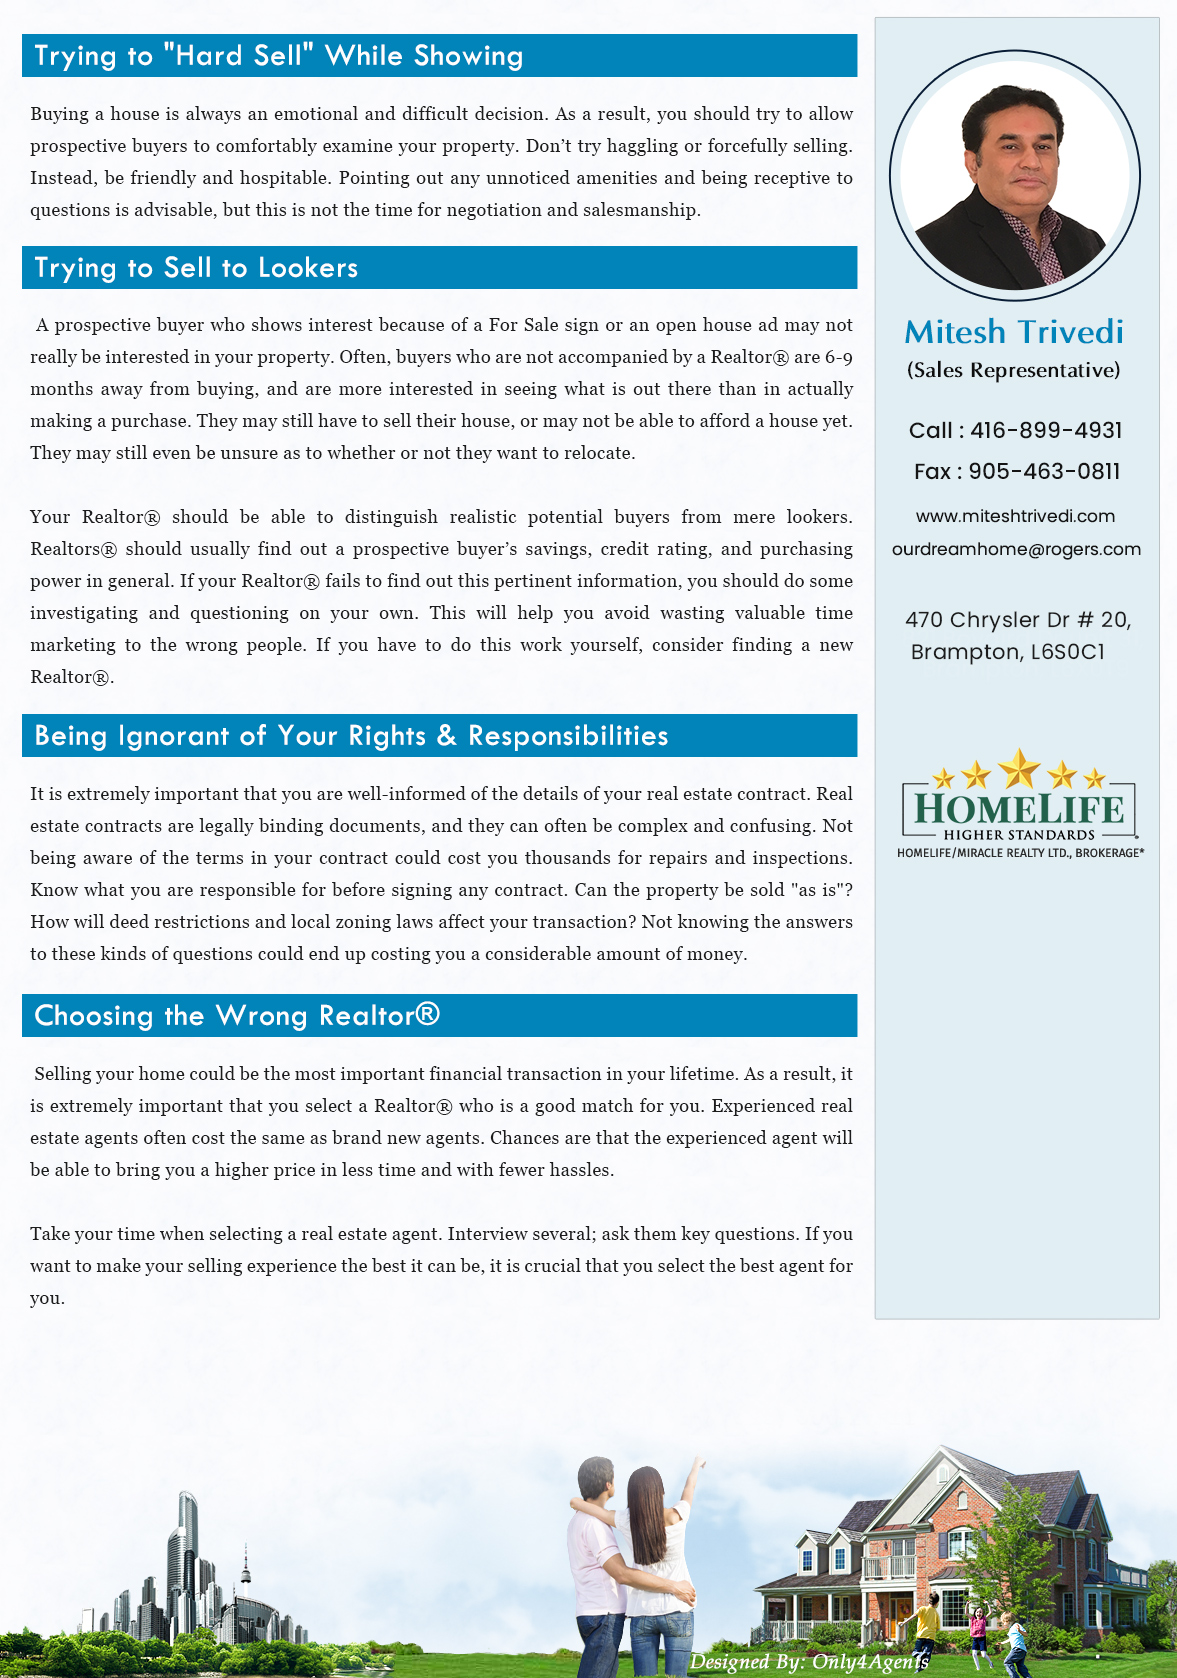 Trying to "Hard Sell" While Showing
Buying a house is always an emotional and difficult decision. As a result, you should try to allow
prospective buyers to comfortably examine your property. Don’t try haggling or forcefully selling.
Instead, be friendly and hospitable. Pointing out any unnoticed amenities and being receptive to
questions is advisable, but this is not the time for negotiation and salesmanship.
Trying to Sell to Lookers
A prospective buyer who shows interest because of a For Sale sign or an open house ad may not
really be interested in your property. Often, buyers who are not accompanied by a Realtor® are 6-9
months away from buying, and are more interested in seeing what is out there than in actually
making a purchase. They may still have to sell their house, or may not be able to afford a house yet.
They may still even be unsure as to whether or not they want to relocate.
Your Realtor® should be able to distinguish realistic potential buyers from mere lookers.
Realtors® should usually find out a prospective buyer’s savings, credit rating, and purchasing
power in general. If your Realtor® fails to find out this pertinent information, you should do some
investigating and questioning on your own. This will help you avoid wasting valuable time
marketing to the wrong people. If you have to do this work yourself, consider finding a new
Realtor®.
Being Ignorant of Your Rights & Responsibilities
It is extremely important that you are well-informed of the details of your real estate contract. Real
estate contracts are legally binding documents, and they can often be complex and confusing. Not
being aware of the terms in your contract could cost you thousands for repairs and inspections.
Know what you are responsible for before signing any contract. Can the property be sold "as is"?
How will deed restrictions and local zoning laws affect your transaction? Not knowing the answers
to these kinds of questions could end up costing you a considerable amount of money.
Choosing the Wrong Realtor®
Selling your home could be the most important financial transaction in your lifetime. As a result, it
is extremely important that you select a Realtor® who is a good match for you. Experienced real
estate agents often cost the same as brand new agents. Chances are that the experienced agent will
be able to bring you a higher price in less time and with fewer hassles.
Take your time when selecting a real estate agent. Interview several; ask them key questions. If you
want to make your selling experience the best it can be, it is crucial that you select the best agent for
you.
Mitesh Trivedi
(Sales Representative)
Call : 416-899-4931
Fax : 905-463-0811
www.miteshtrivedi.com
ourdreamhome@rogers.com
470 Chrysler Dr # 20,
Brampton, L6S0C1
HOMELIFE
HIGHER STANDARDS
HOMELIFE/MIRACLE REALTY LTD., BROKERAGE*
Designed By: Only4Agents